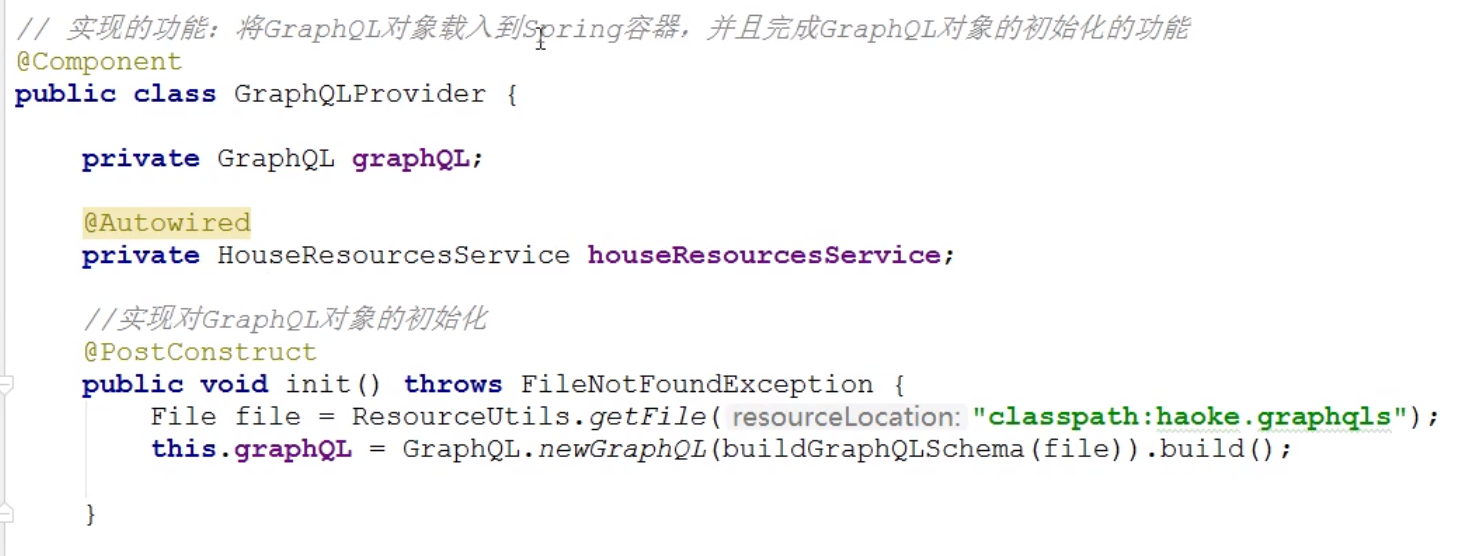 // 实现的功能：将GraphQL对象载入到Spring容器，并且完成GraphQL对象的初始化的功能
@Component
public class GraphQLProvider {
private GraphQL graphQL;
@Autowired
private HouseResourcesService houseResourcesService;
//实现对GraphQL对象的初始化
@PostConstruct
public void init() throws FileNotFoundException {
File file = ResourceUtils.getFile( resourceLocation: "classpath:haoke.graphqls");
this.graphQL = GraphQL.newGraphQL(buildGraphQLSchema(file)).build();
}